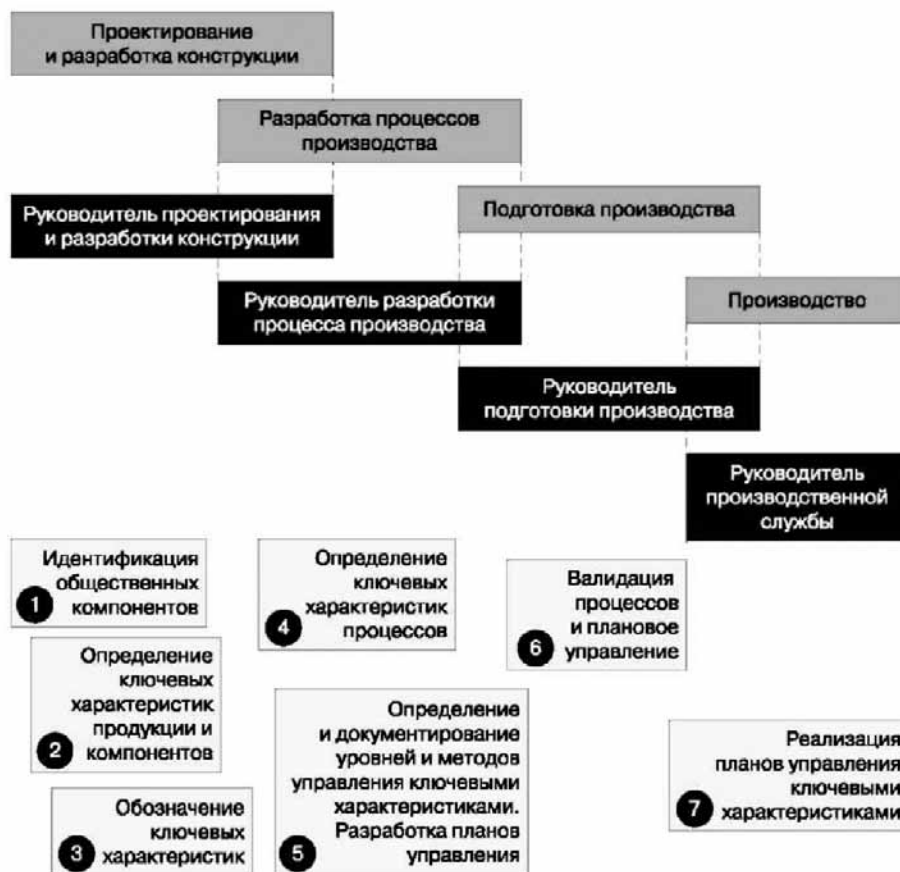 Проектирование
и разработка конструкции
Разработка процессов
производства
Руководитель проектирования
и разработки конструкции
Подготовка производства
Руководитель разработки
процесса производства
Производство
Руководитель
подготовки производства
Руководитель
производственной
службы
Идентификация
общественных
компонентов
1
Определение
ключевых
характеристик
продукции и
компонентов
2
Обозначение
ключевых
характеристик
3
Определение
ключевых
характеристик
процессов
4
Определение
и документирование
уровней и методов
управления ключевыми
характеристиками.
Разработка планов
управления
5
Валидация
процессов
и плановое
управление
6
Реализация
планов управления
ключевыми
характеристиками
7